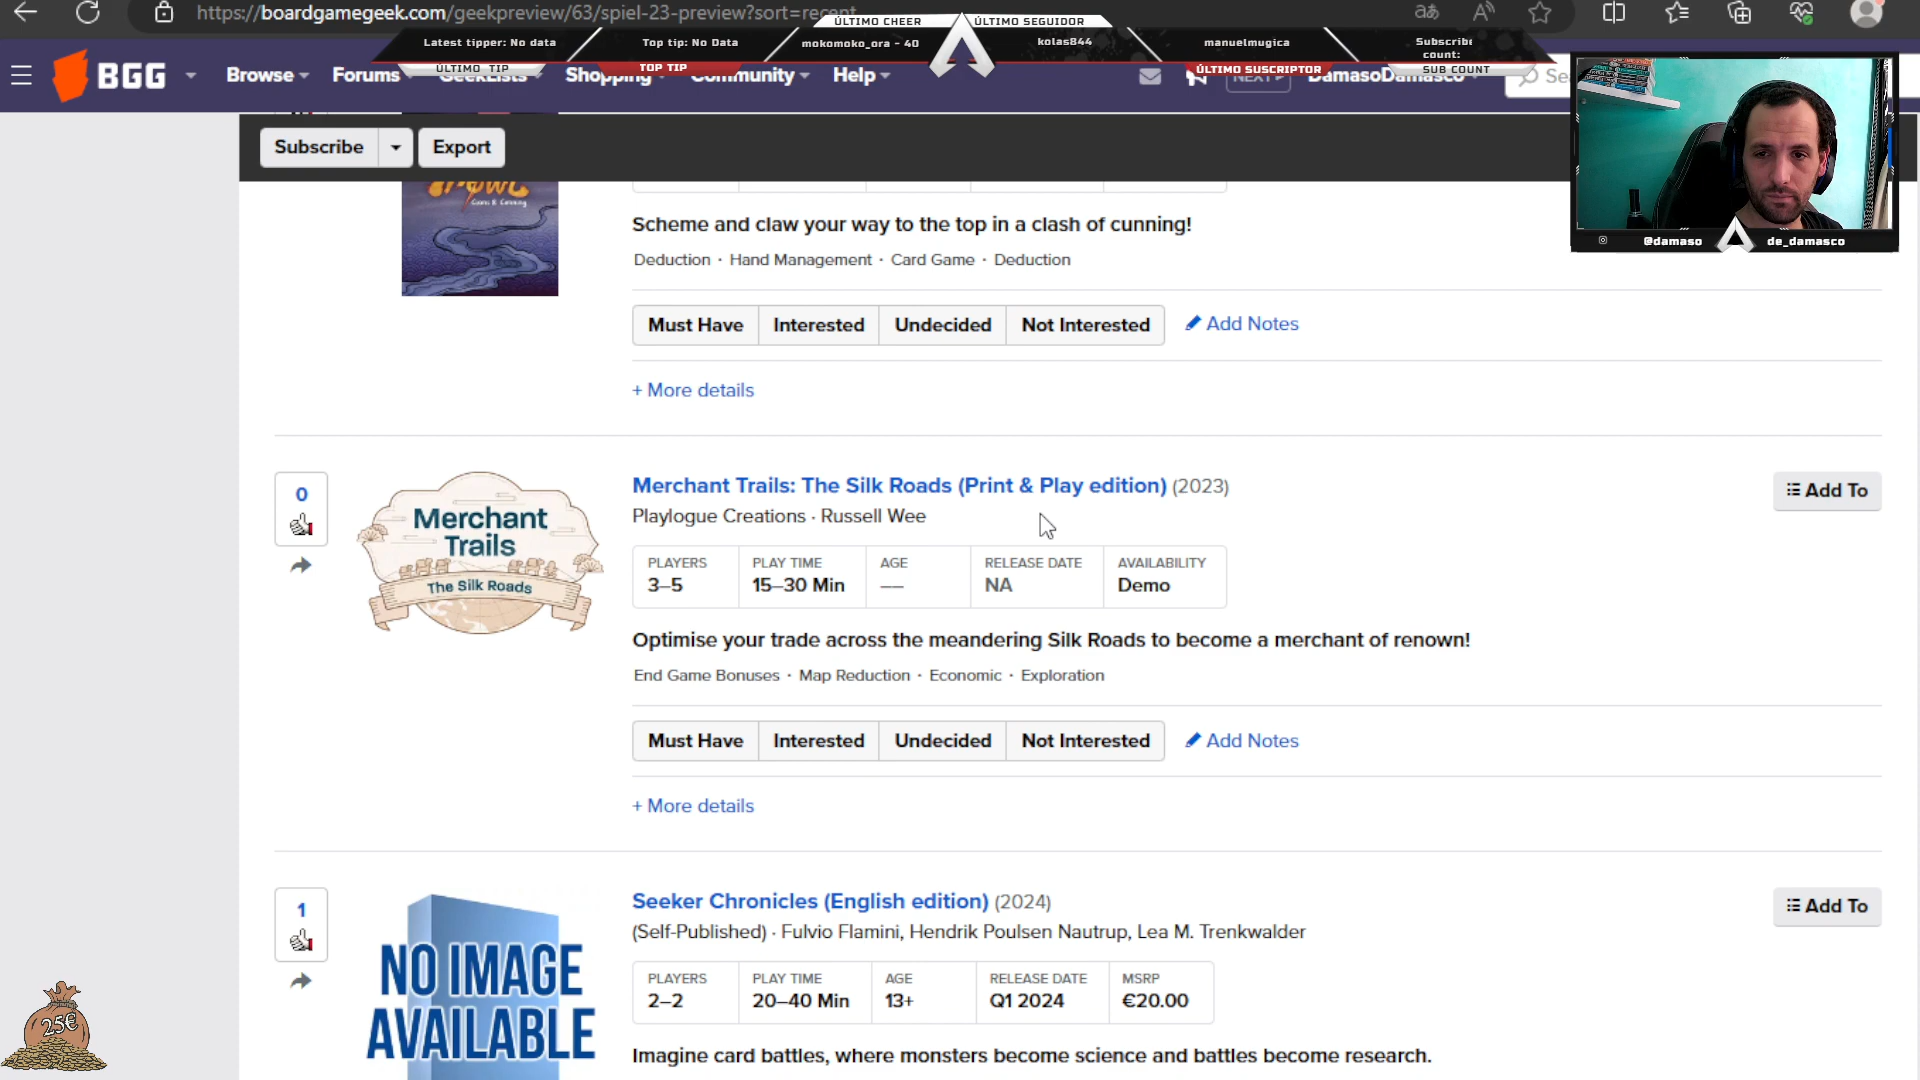 https://boardgamegeek.com/geekpreview/63/spiel-23-preview?sort=recent
ÚLTIMO CHEER
ÚLTIMO SEGUIDOR
Latest tipper: No data
Top tip: No Data
mokomoko_ora - 40
kolas844
manuelmugica
Subscribe count:
ÚLTIMO TIP
TOP TIP
ÚLTIMO SUSCRIPTOR
SUB COUNT
BGG
Browse
Forums
GeekLists
Shopping
Community
Help
NEXT
DamasoDamasco
Se
Subscribe
Export
@damaso
de_damasco
Scheme and claw your way to the top in a clash of cunning!
Deduction · Hand Management · Card Game · Deduction
Must Have
Interested
Undecided
Not Interested
Add Notes
+ More details
0
Merchant
Trails
The Silk Roads
Merchant Trails: The Silk Roads (Print & Play edition) (2023)
Add To
Playlogue Creations · Russell Wee
PLAYERS
PLAY TIME
AGE
RELEASE DATE
AVAILABILITY
3–5
15–30 Min
—
NA
Demo
Optimise your trade across the meandering Silk Roads to become a merchant of renown!
End Game Bonuses · Map Reduction · Economic · Exploration
Must Have
Interested
Undecided
Not Interested
Add Notes
+ More details
1
NO IMAGE
AVAILABLE
Seeker Chronicles (English edition) (2024)
Add To
(Self-Published) · Fulvio Flamini, Hendrik Poulsen Nautrup, Lea M. Trenkwalder
PLAYERS
PLAY TIME
AGE
RELEASE DATE
MSRP
2–2
20–40 Min
13+
Q1 2024
€20.00
Imagine card battles, where monsters become science and battles become research.
25€